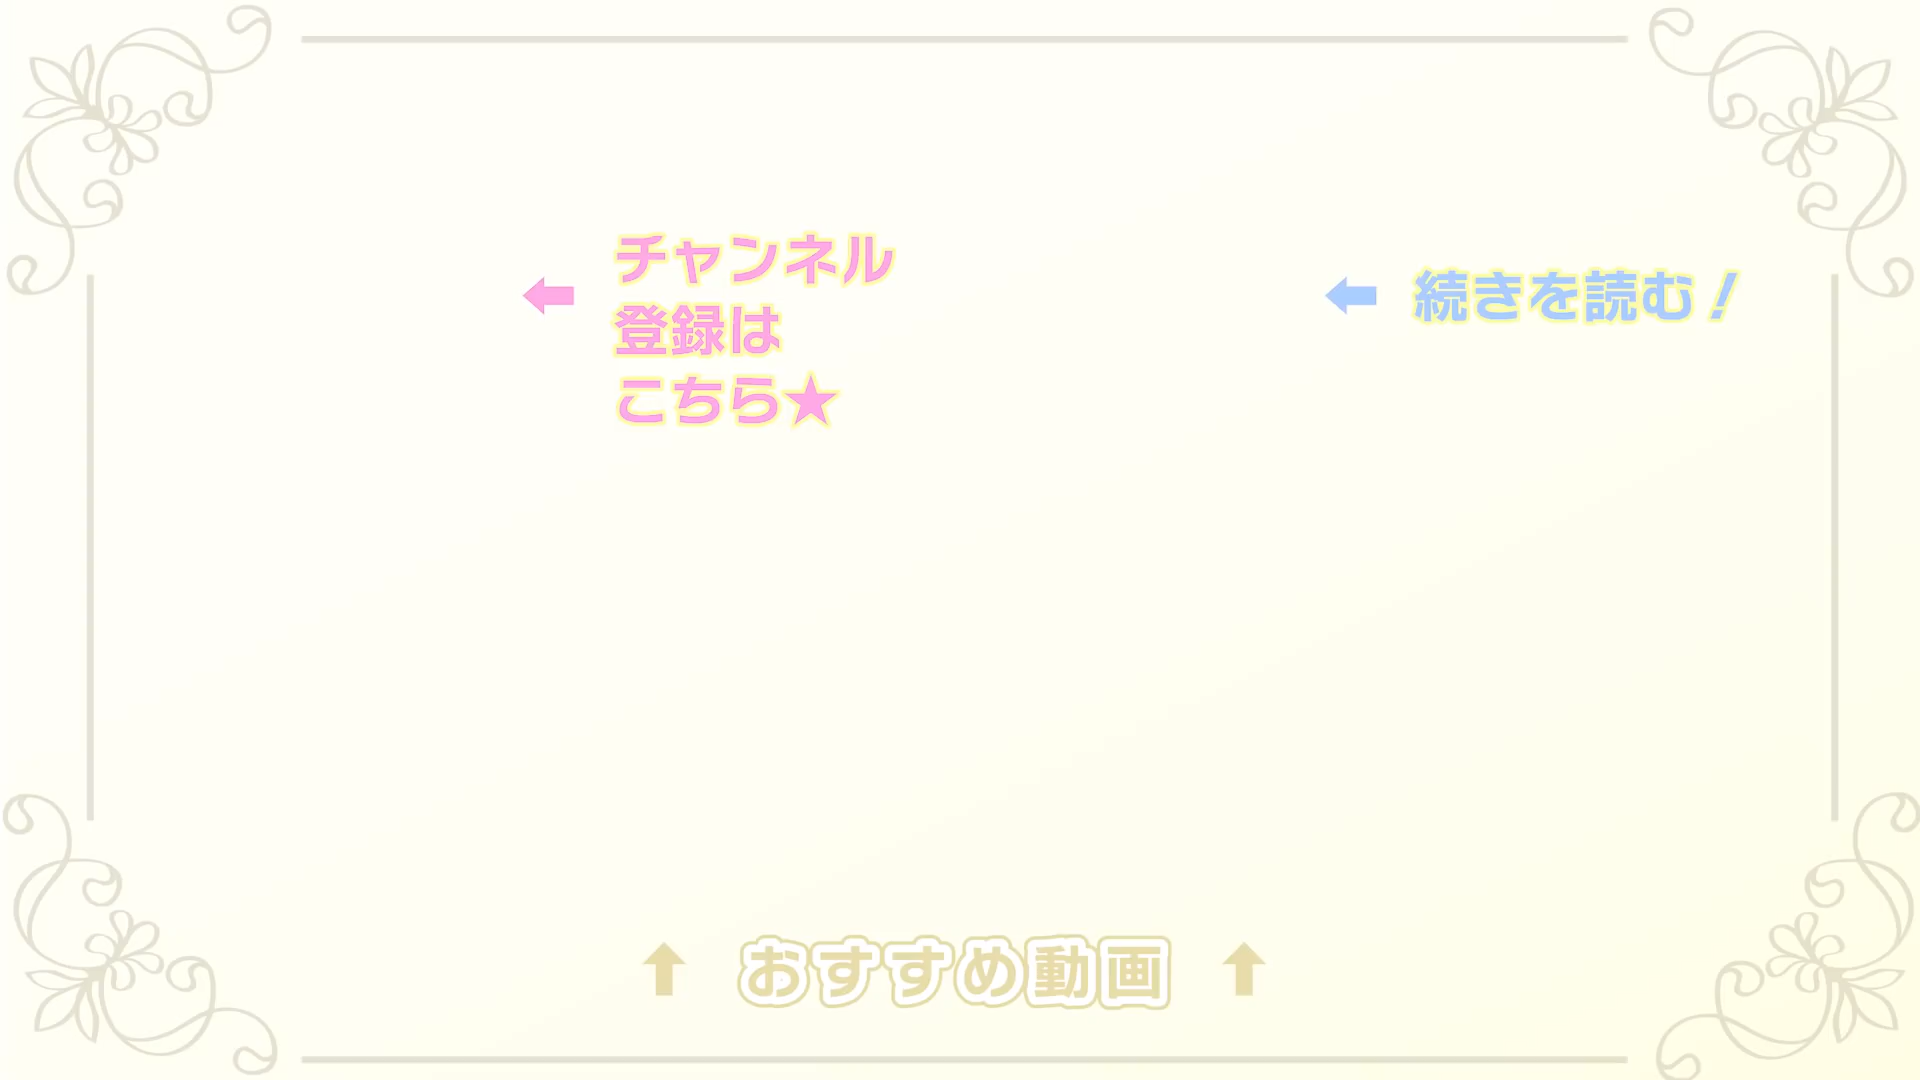 ⬅ チャンネル
登録は
こちら★
⬅ 続きを読む！
⬆ おすすめ動画 ⬆